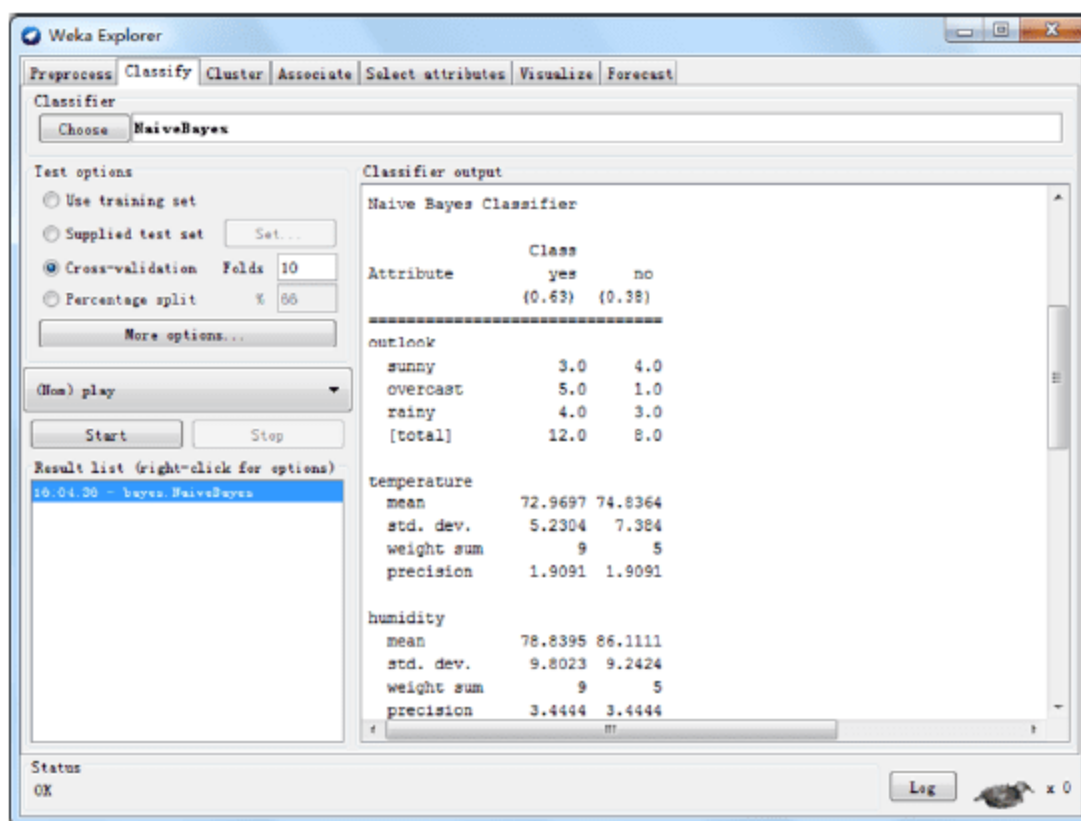 Weka Explorer
Preprocess Classify Cluster Associate Select attributes Visualize Forecast
Classifier
Choose NaiveBayes
Test options
Use training set
Supplied test set Set...
Cross-validation Folds 10
Percentage split % 66
More options...
(Nom) play
Start Stop
Result list (right-click for options)
16:04:36 - bayes.NaiveBayes
Classifier output
Naive Bayes Classifier
Class
Attribute yes no
(0.63) (0.38)
===============================
outlook
sunny 3.0 4.0
overcast 5.0 1.0
rainy 4.0 3.0
[total] 12.0 8.0
temperature
mean 72.9697 74.8364
std. dev. 5.2304 7.384
weight sum 9 5
precision 1.9091 1.9091
humidity
mean 78.8395 86.1111
std. dev. 9.8023 9.2424
weight sum 9 5
precision 3.4444 3.4444
Status
OK
Log x 0